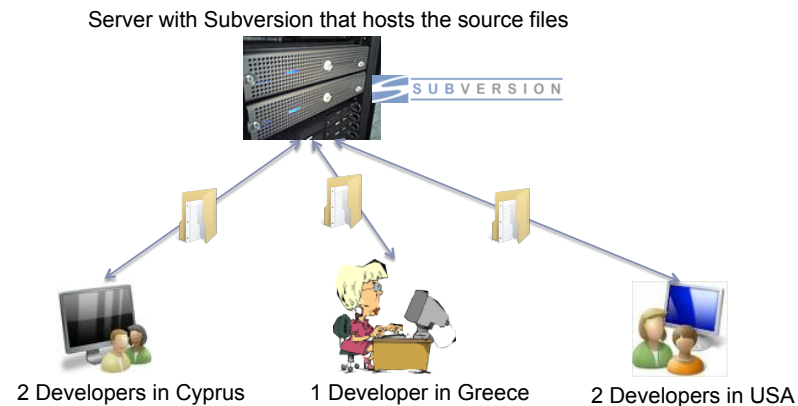 Server with Subversion that hosts the source files
SUBVERSION
2 Developers in Cyprus
1 Developer in Greece
2 Developers in USA